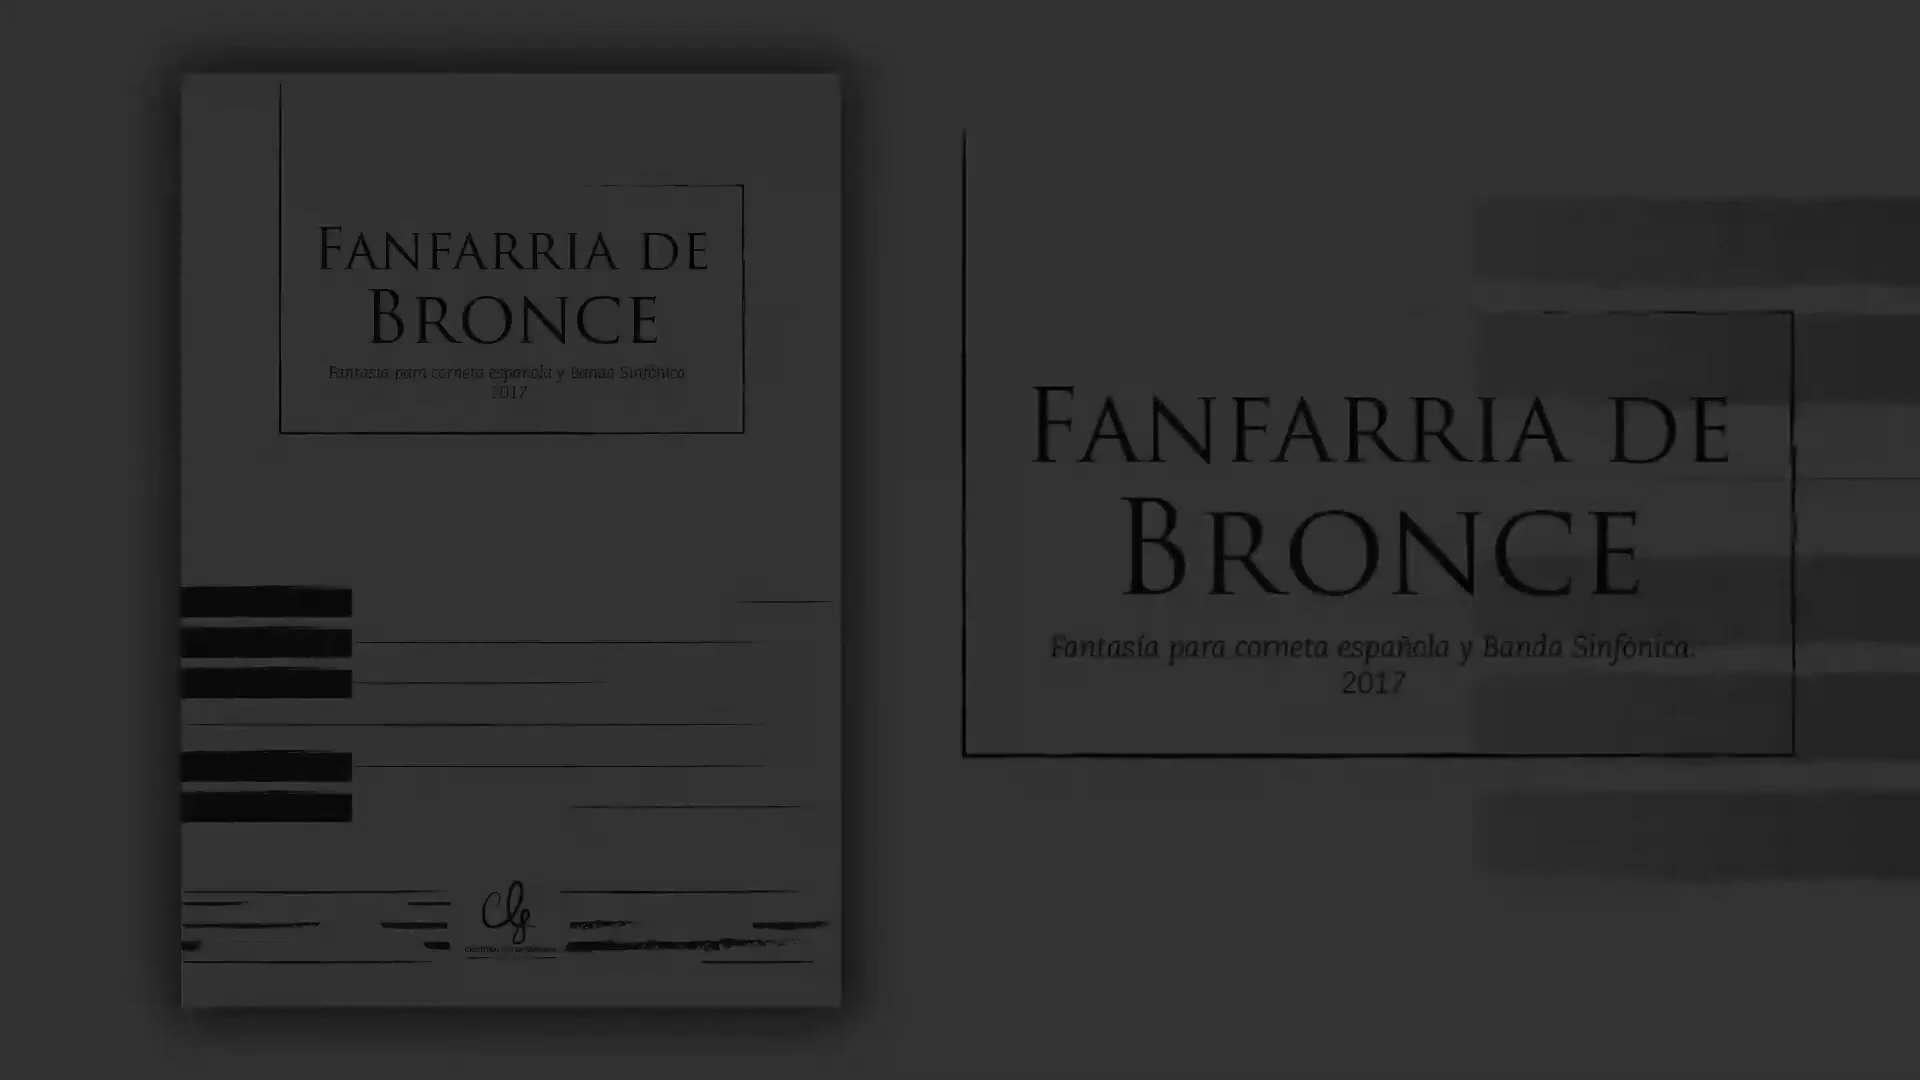 FANFARRIA DE
BRONCE
Fantasía para corneta española y Banda Sinfónica
2017
Clg
FANFARRIA DE
BRONCE
Fantasía para corneta española y Banda Sinfónica.
2017